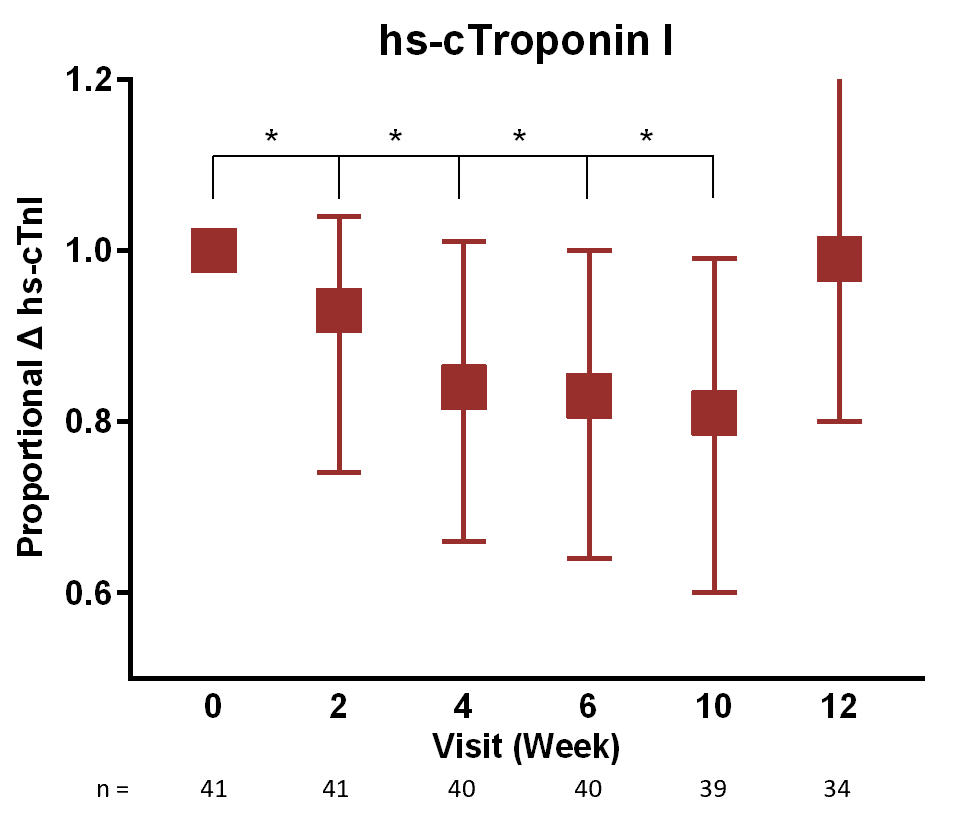 hs-cTroponin I
1.2
* * * *
1.0
0.8
0.6
Proportional Δ hs-cTnI
0 2 4 6 10 12
Visit (Week)
n = 41 41 40 40 39 34